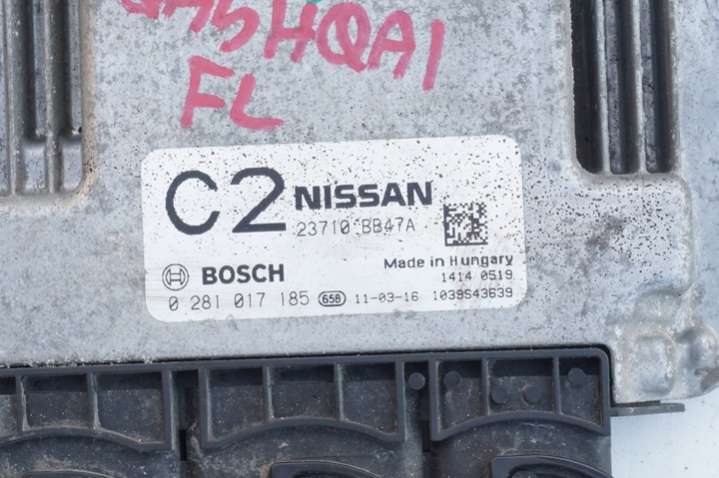 QASHQAI
FL
C2 NISSAN
23710 BB47A
Made in Hungary
BOSCH
1414 0519
0 281 017 185 658 11-03-16 1039S43639